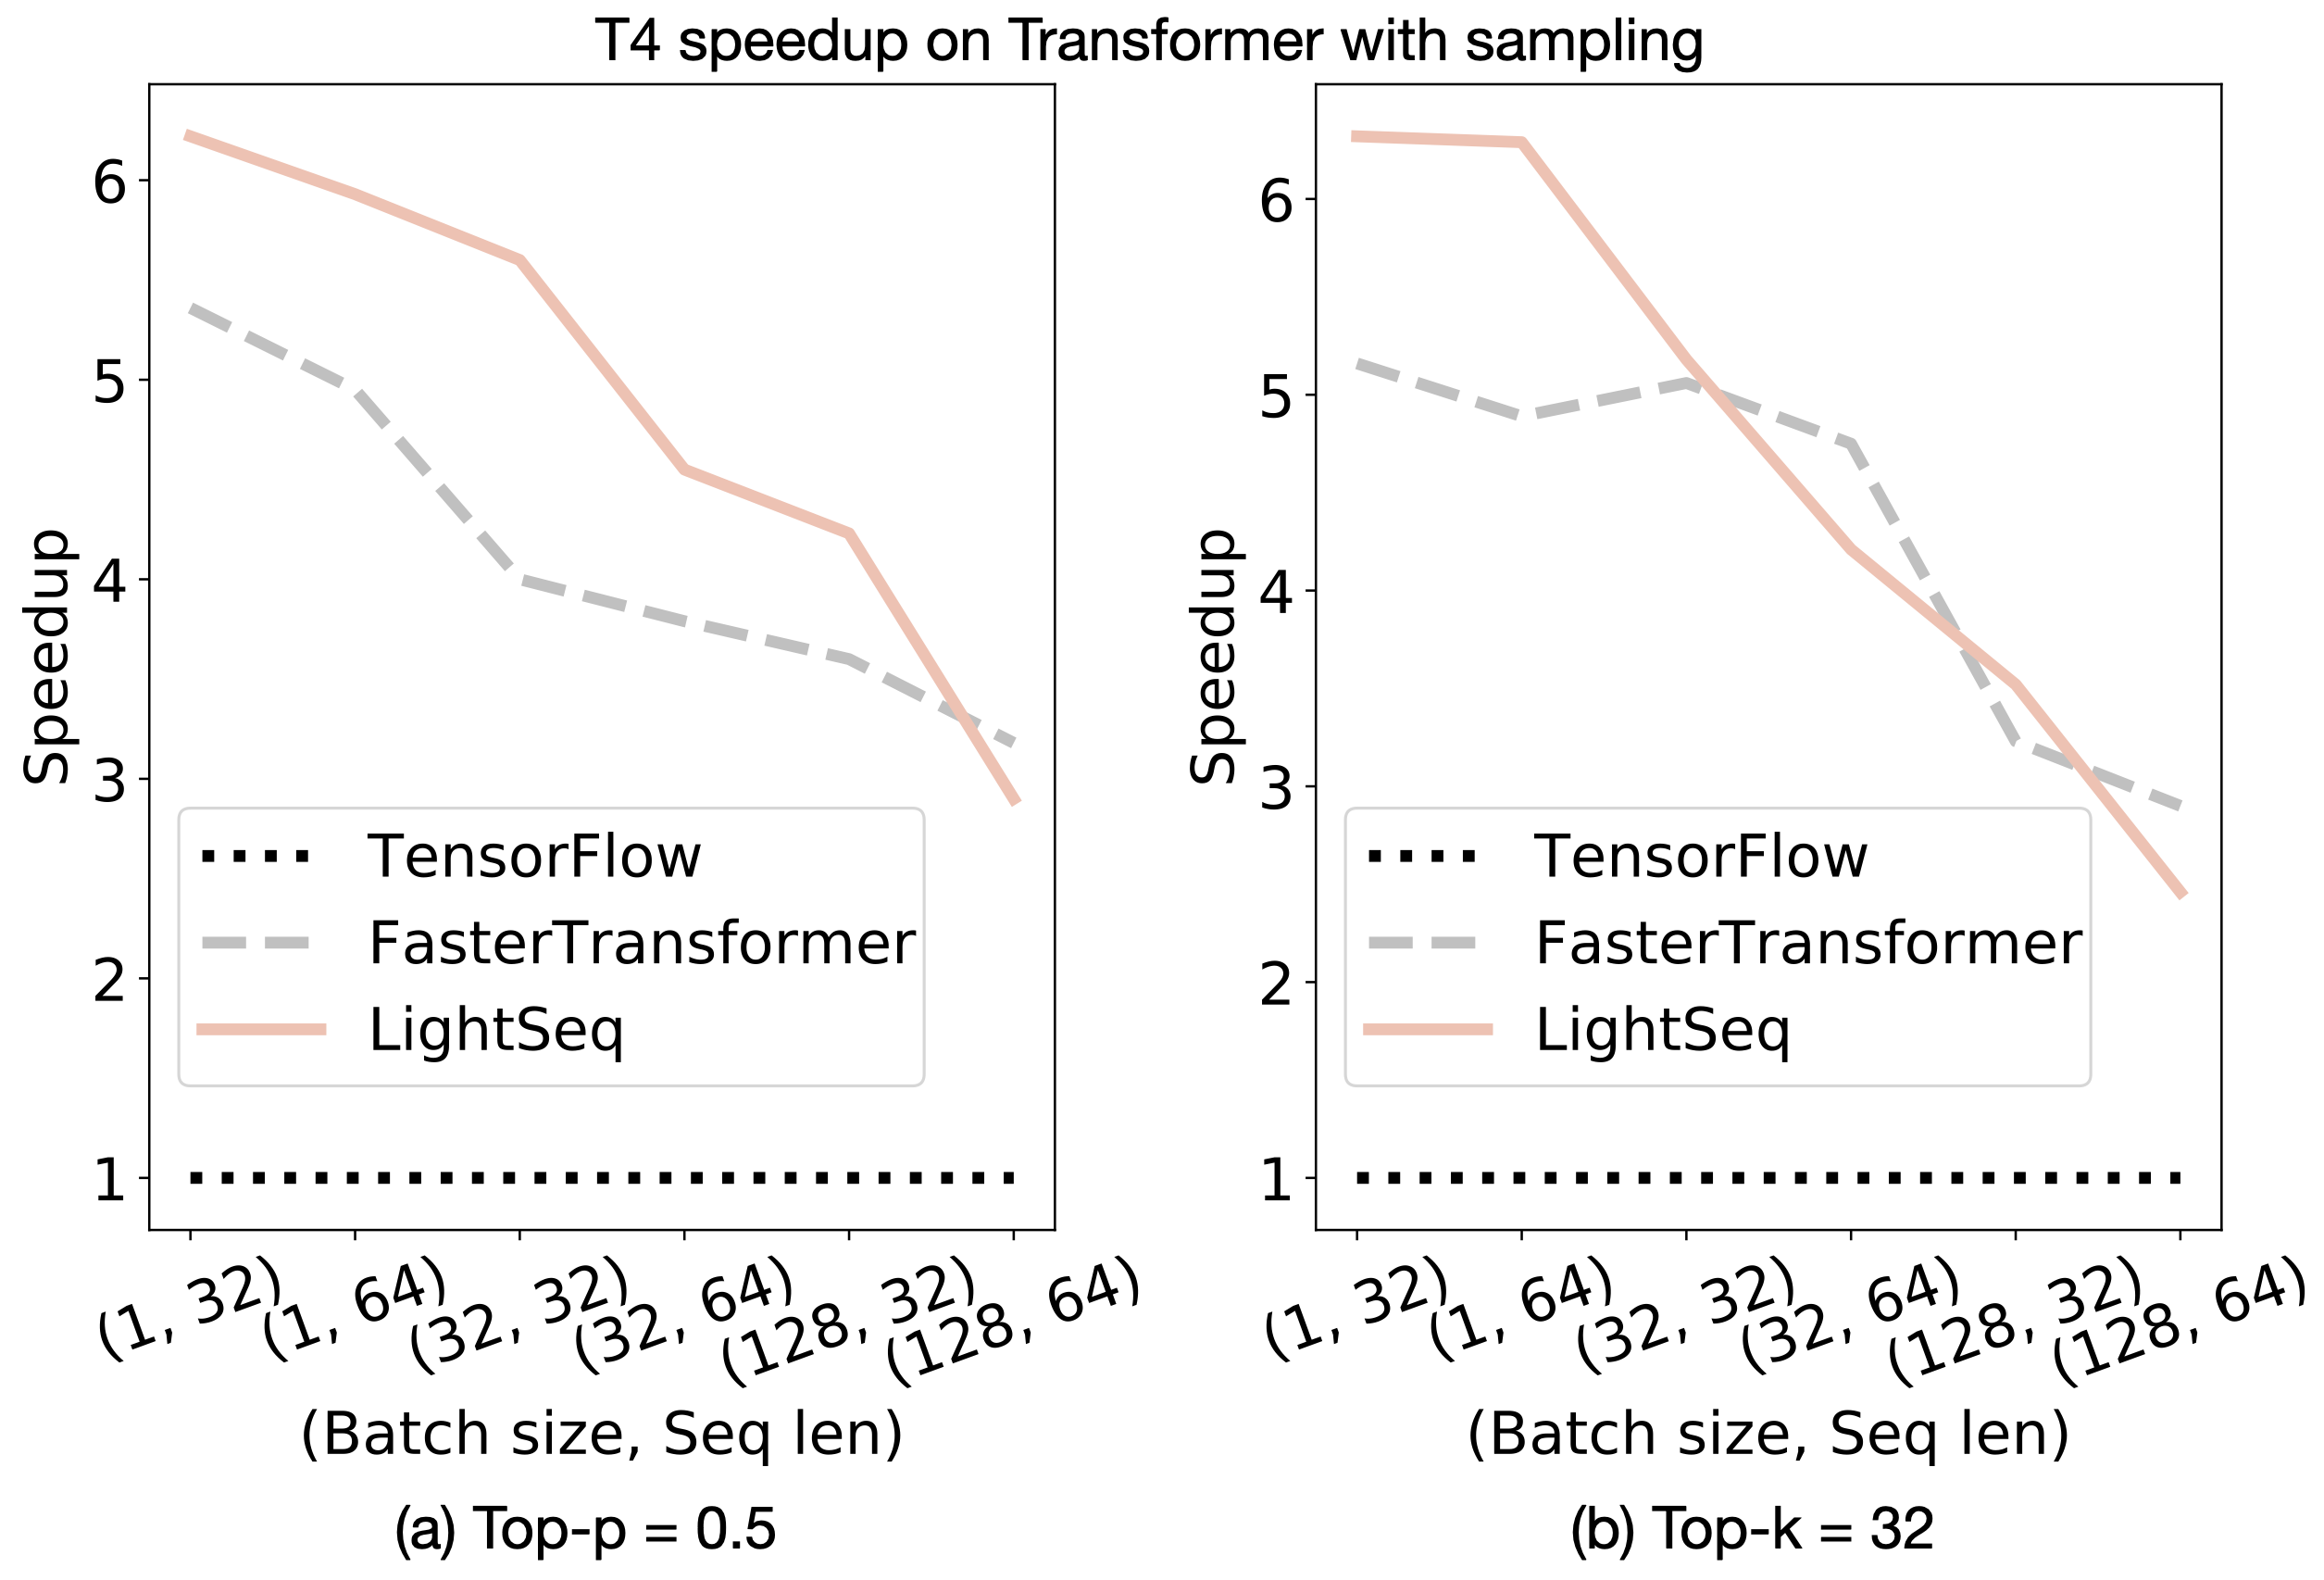 T4 speedup on Transformer with sampling
Speedup
6
5
4
3
2
1
TensorFlow
FasterTransformer
LightSeq
(1, 32)
(1, 64)
(32, 32)
(32, 64)
(128, 32)
(128, 64)
(Batch size, Seq len)
(a) Top-p = 0.5
Speedup
6
5
4
3
2
1
TensorFlow
FasterTransformer
LightSeq
(1, 32)
(1, 64)
(32, 32)
(32, 64)
(128, 32)
(128, 64)
(Batch size, Seq len)
(b) Top-k = 32